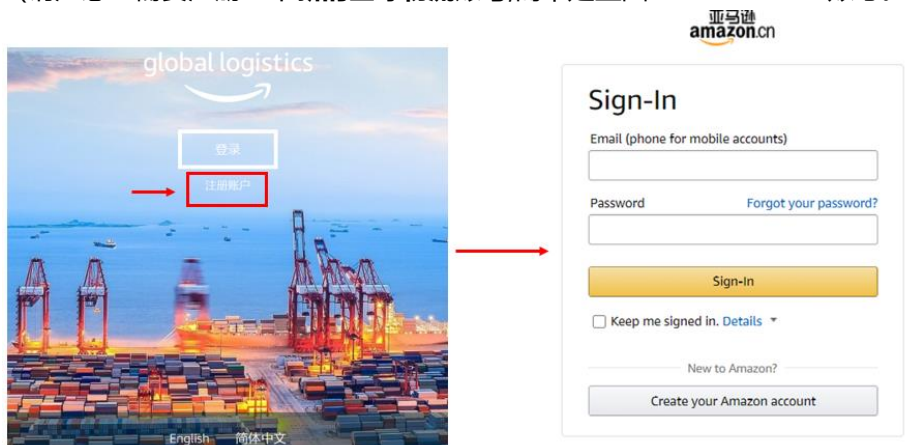 亚马逊
amazon.cn
global logistics
登录
注册账户
English 简体中文
Sign-In
Email (phone for mobile accounts)
Password Forgot your password?
Sign-In
Keep me signed in. Details
New to Amazon?
Create your Amazon account